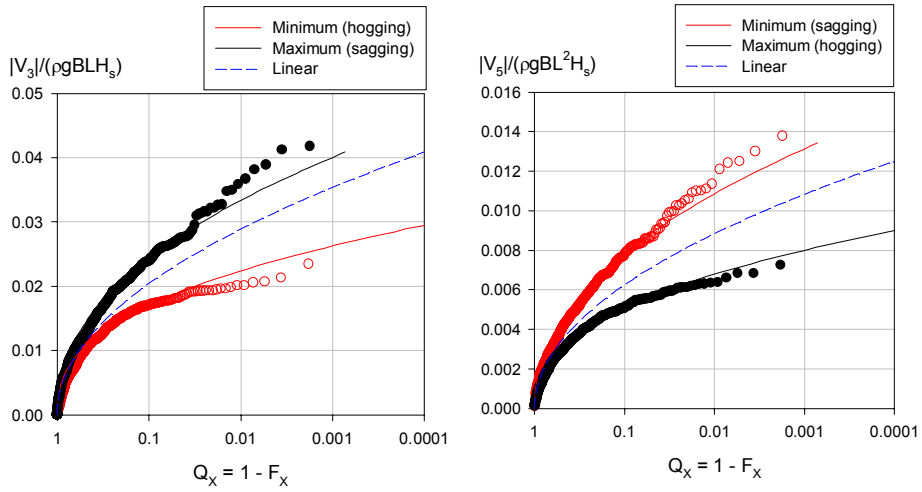 Minimum (hogging)
Maximum (sagging)
Linear
|V3|/(ρgBLHs)
0.05
0.04
0.03
0.02
0.01
0.00
1 0.1 0.01 0.001 0.0001
QX = 1 - FX
Minimum (sagging)
Maximum (hogging)
Linear
|V5|/(ρgBL²Hs)
0.016
0.014
0.012
0.010
0.008
0.006
0.004
0.002
0.000
1 0.1 0.01 0.001 0.0001
QX = 1 - FX